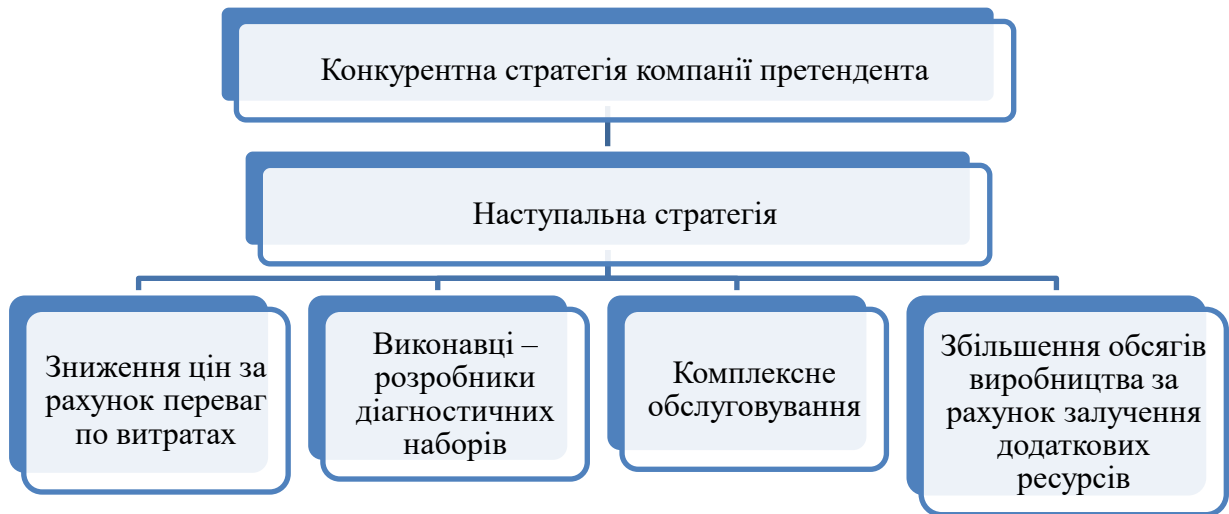 Конкурентна стратегія компанії претендента
Наступальна стратегія
Зниження цін за
рахунок переваг
по витратах
Виконавці –
розробники
діагностичних
наборів
Комплексне
обслуговування
Збільшення обсягів
виробництва за
рахунок залучення
додаткових
ресурсів